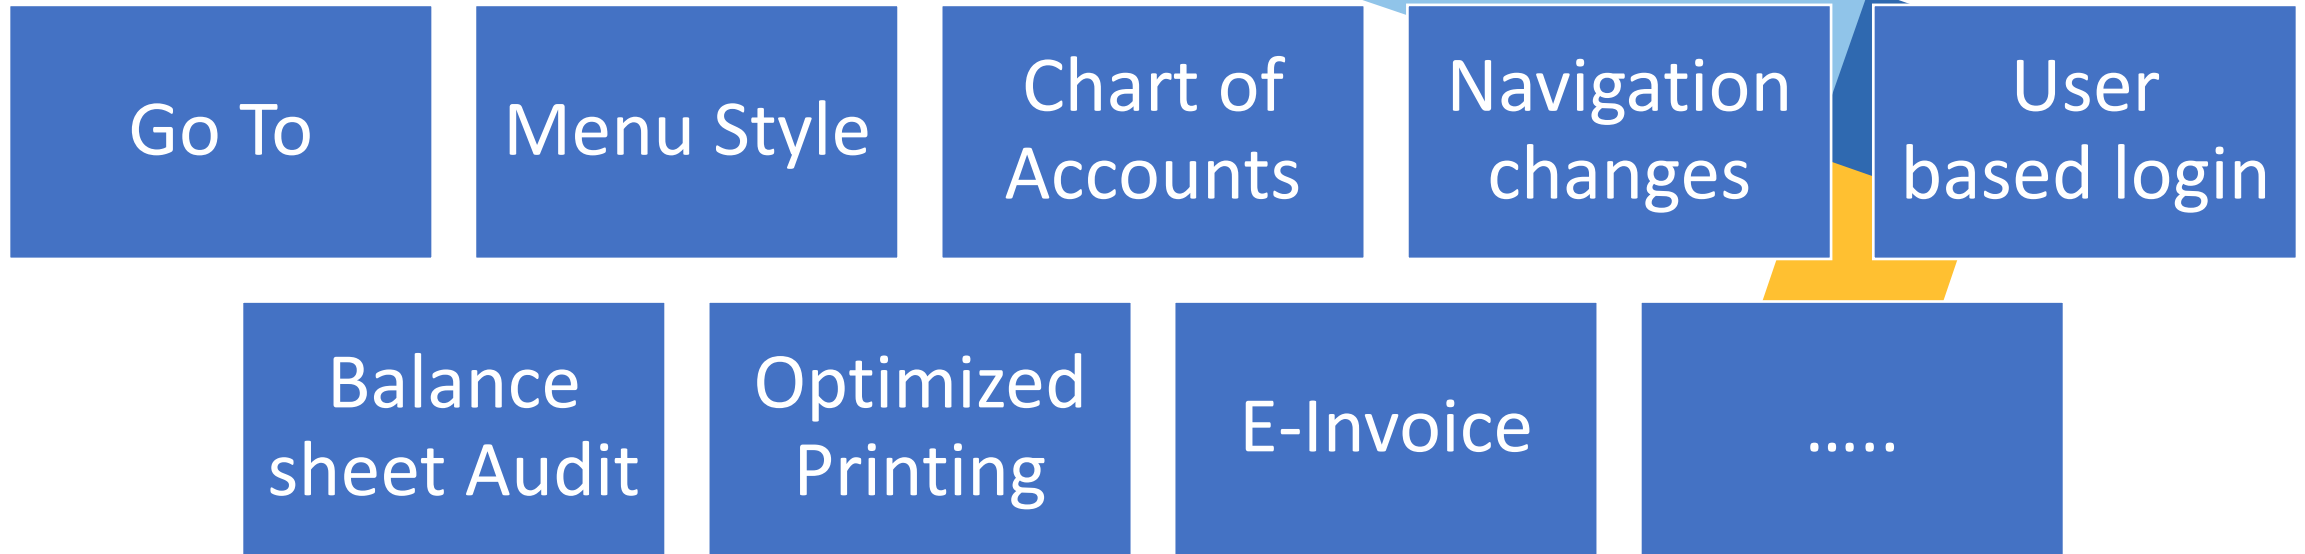 Go To
Menu Style
Chart of
Accounts
Navigation
changes
User
based login
Balance
sheet Audit
Optimized
Printing
E-Invoice
.....